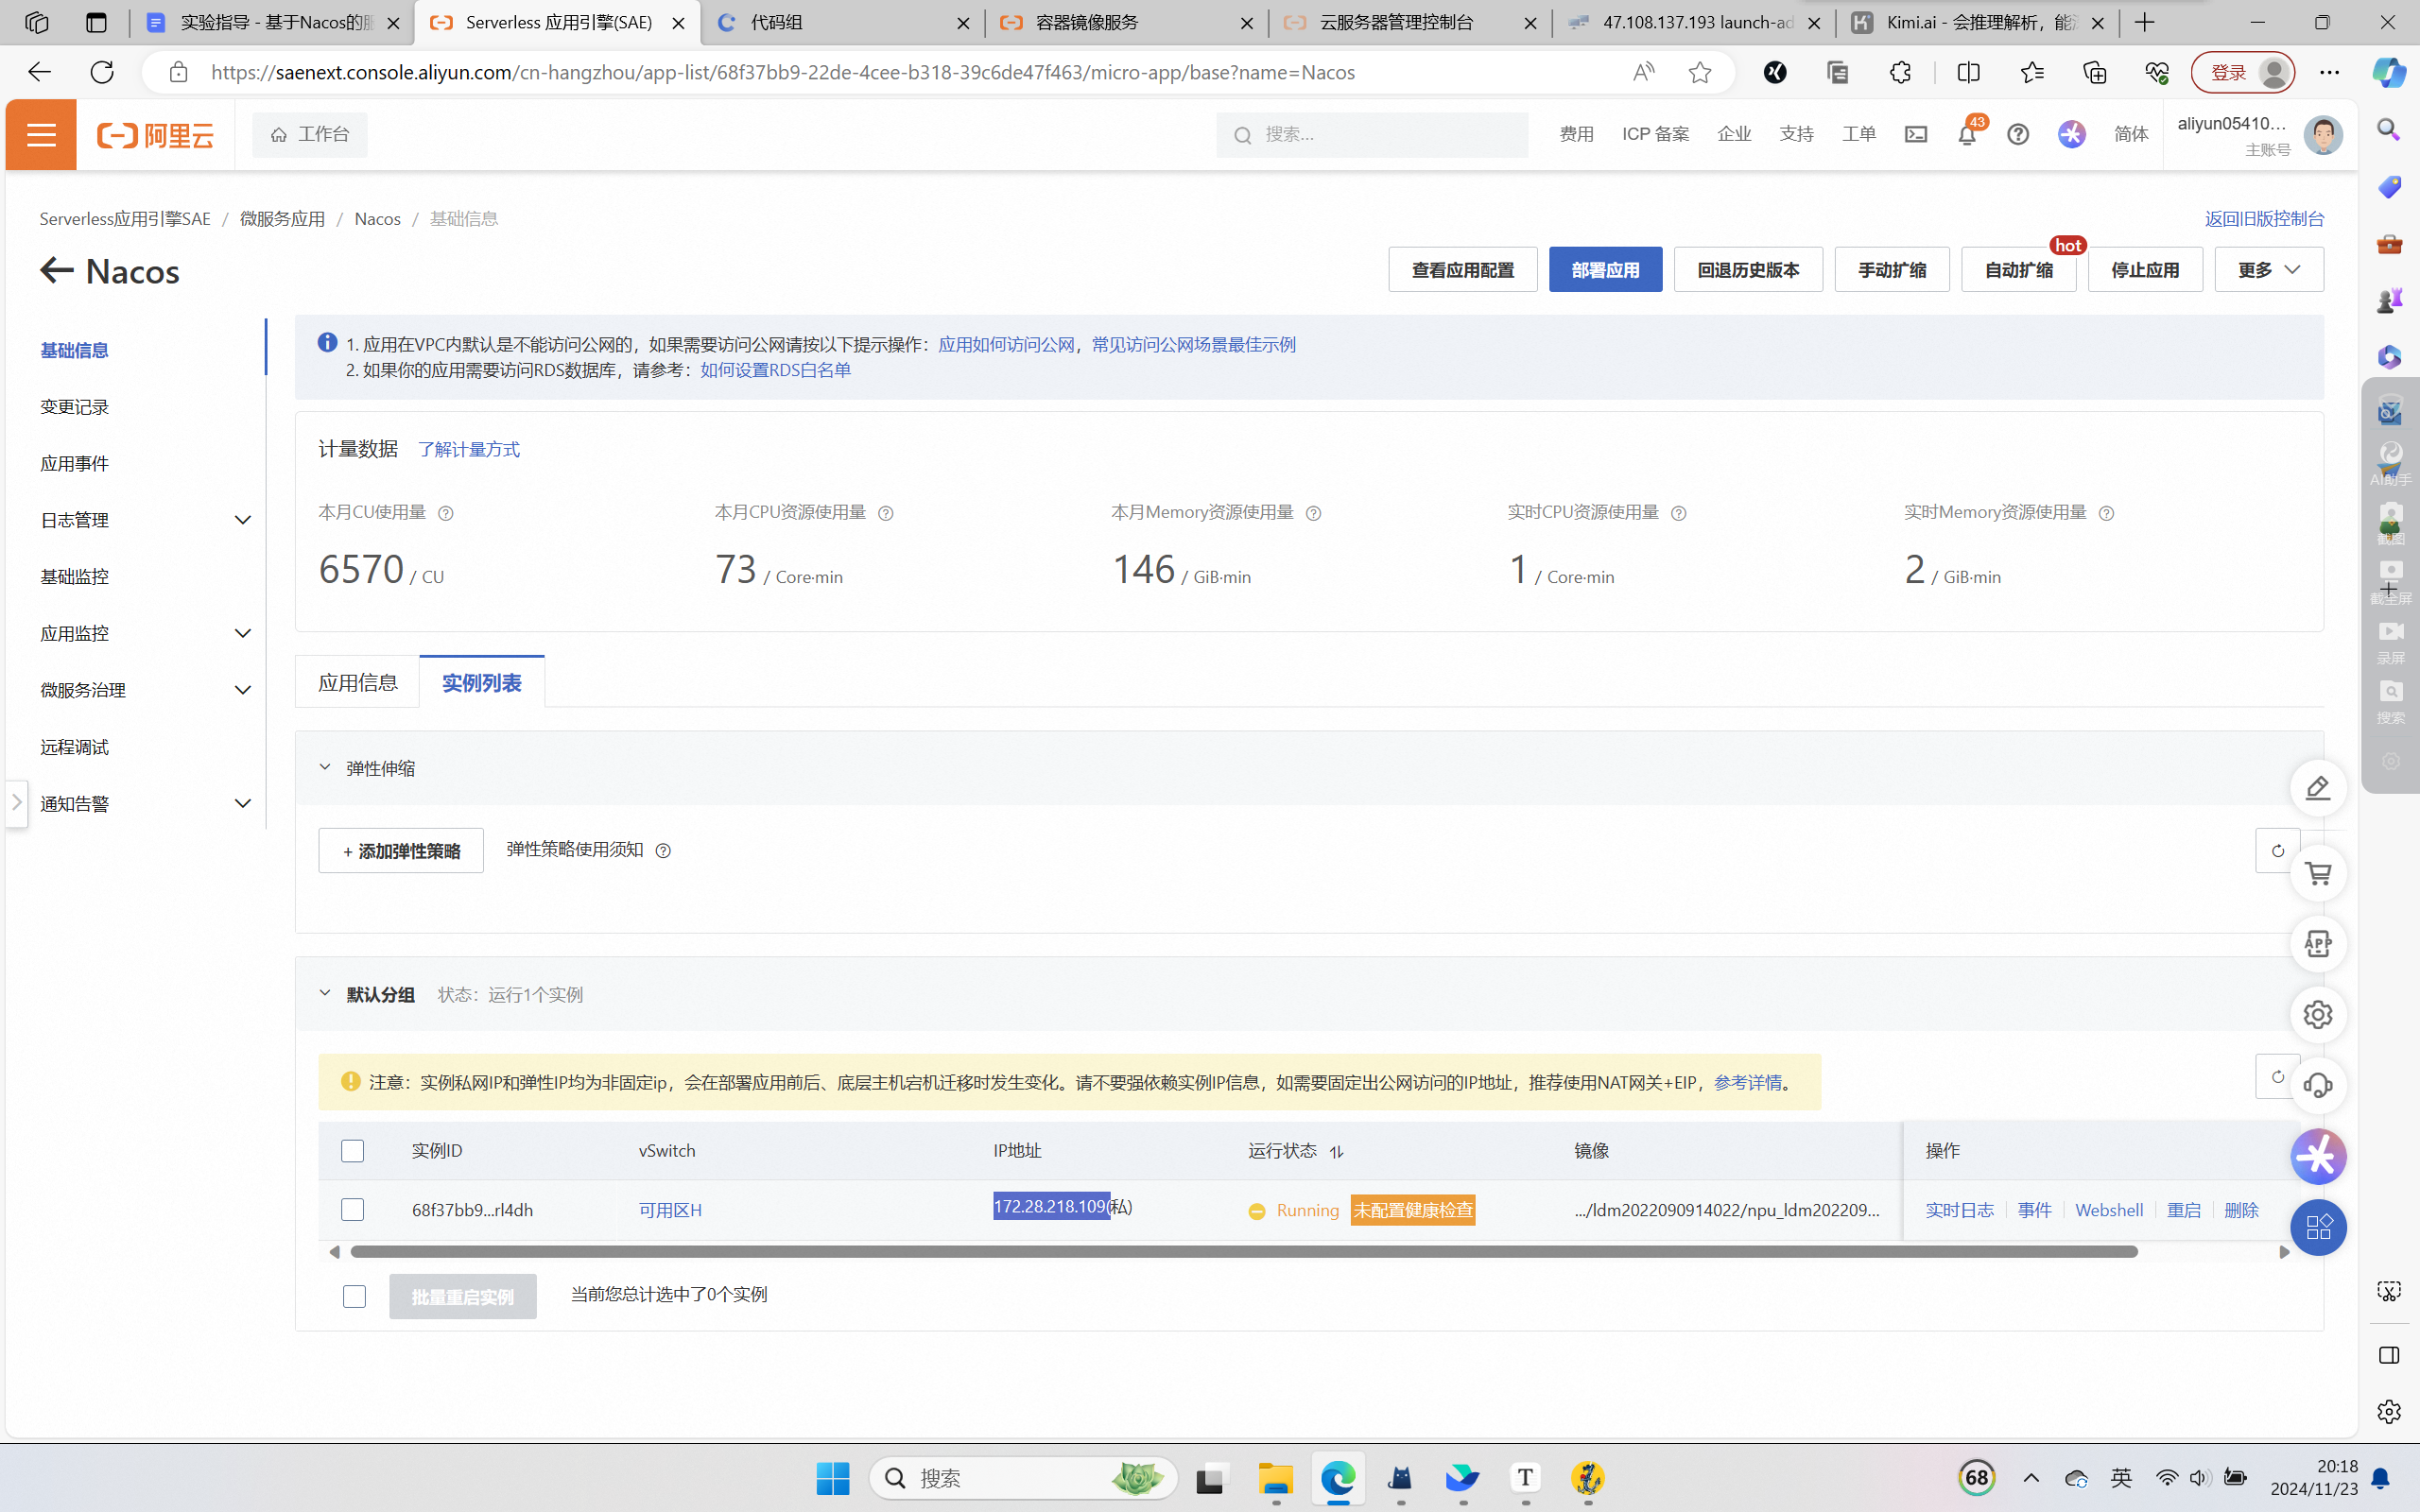 实验指导 - 基于Nacos的服
Serverless 应用引擎(SAE)
代码组
容器镜像服务
云服务器管理控制台
47.108.137.193 launch-ad
Kimi.ai - 会推理解析，能
https://saenext.console.aliyun.com/cn-hangzhou/app-list/68f37bb9-22de-4cee-b318-39c6de47f463/micro-app/base?name=Nacos
登录
阿里云
工作台
搜索...
费用
ICP 备案
企业
支持
工单
43
简体
aliyun05410...
主账号
Serverless应用引擎SAE / 微服务应用 / Nacos / 基础信息
返回旧版控制台
Nacos
查看应用配置
部署应用
回退历史版本
手动扩缩
自动扩缩
hot
停止应用
更多
基础信息
变更记录
应用事件
日志管理
基础监控
应用监控
微服务治理
远程调试
通知告警
1. 应用在VPC内默认是不能访问公网的，如果需要访问公网请按以下提示操作：应用如何访问公网，常见访问公网场景最佳示例
2. 如果你的应用需要访问RDS数据库，请参考：如何设置RDS白名单
计量数据 了解计量方式
本月CU使用量
6570 / CU
本月CPU资源使用量
73 / Core·min
本月Memory资源使用量
146 / GiB·min
实时CPU资源使用量
1 / Core·min
实时Memory资源使用量
2 / GiB·min
应用信息
实例列表
弹性伸缩
+ 添加弹性策略
弹性策略使用须知
默认分组 状态：运行1个实例
注意：实例私网IP和弹性IP均为非固定ip，会在部署应用前后、底层主机宕机迁移时发生变化。请不要强依赖实例IP信息，如需要固定出公网访问的IP地址，推荐使用NAT网关+EIP，参考详情。
实例ID vSwitch IP地址 运行状态 镜像 操作
68f37bb9...rl4dh 可用区H 172.28.218.109(私) Running 未配置健康检查 .../ldm2022090914022/npu_ldm202209... 实时日志 事件 Webshell 重启 删除
批量重启实例
当前您总计选中了0个实例
AI助手
截图
截全屏
录屏
搜索
APP
搜索
T
68
英
20:18
2024/11/23